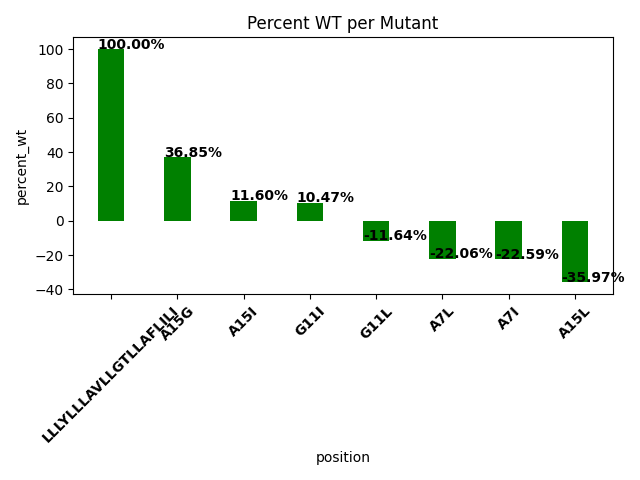 Percent WT per Mutant
percent_wt
100
80
60
40
20
0
−20
−40
100.00%
36.85%
11.60%
10.47%
-11.64%
-22.06%
-22.59%
-35.97%
LLLYLLLAVLLGTLLAFLILI
A15G
A15I
G11I
G11L
A7L
A7I
A15L
position